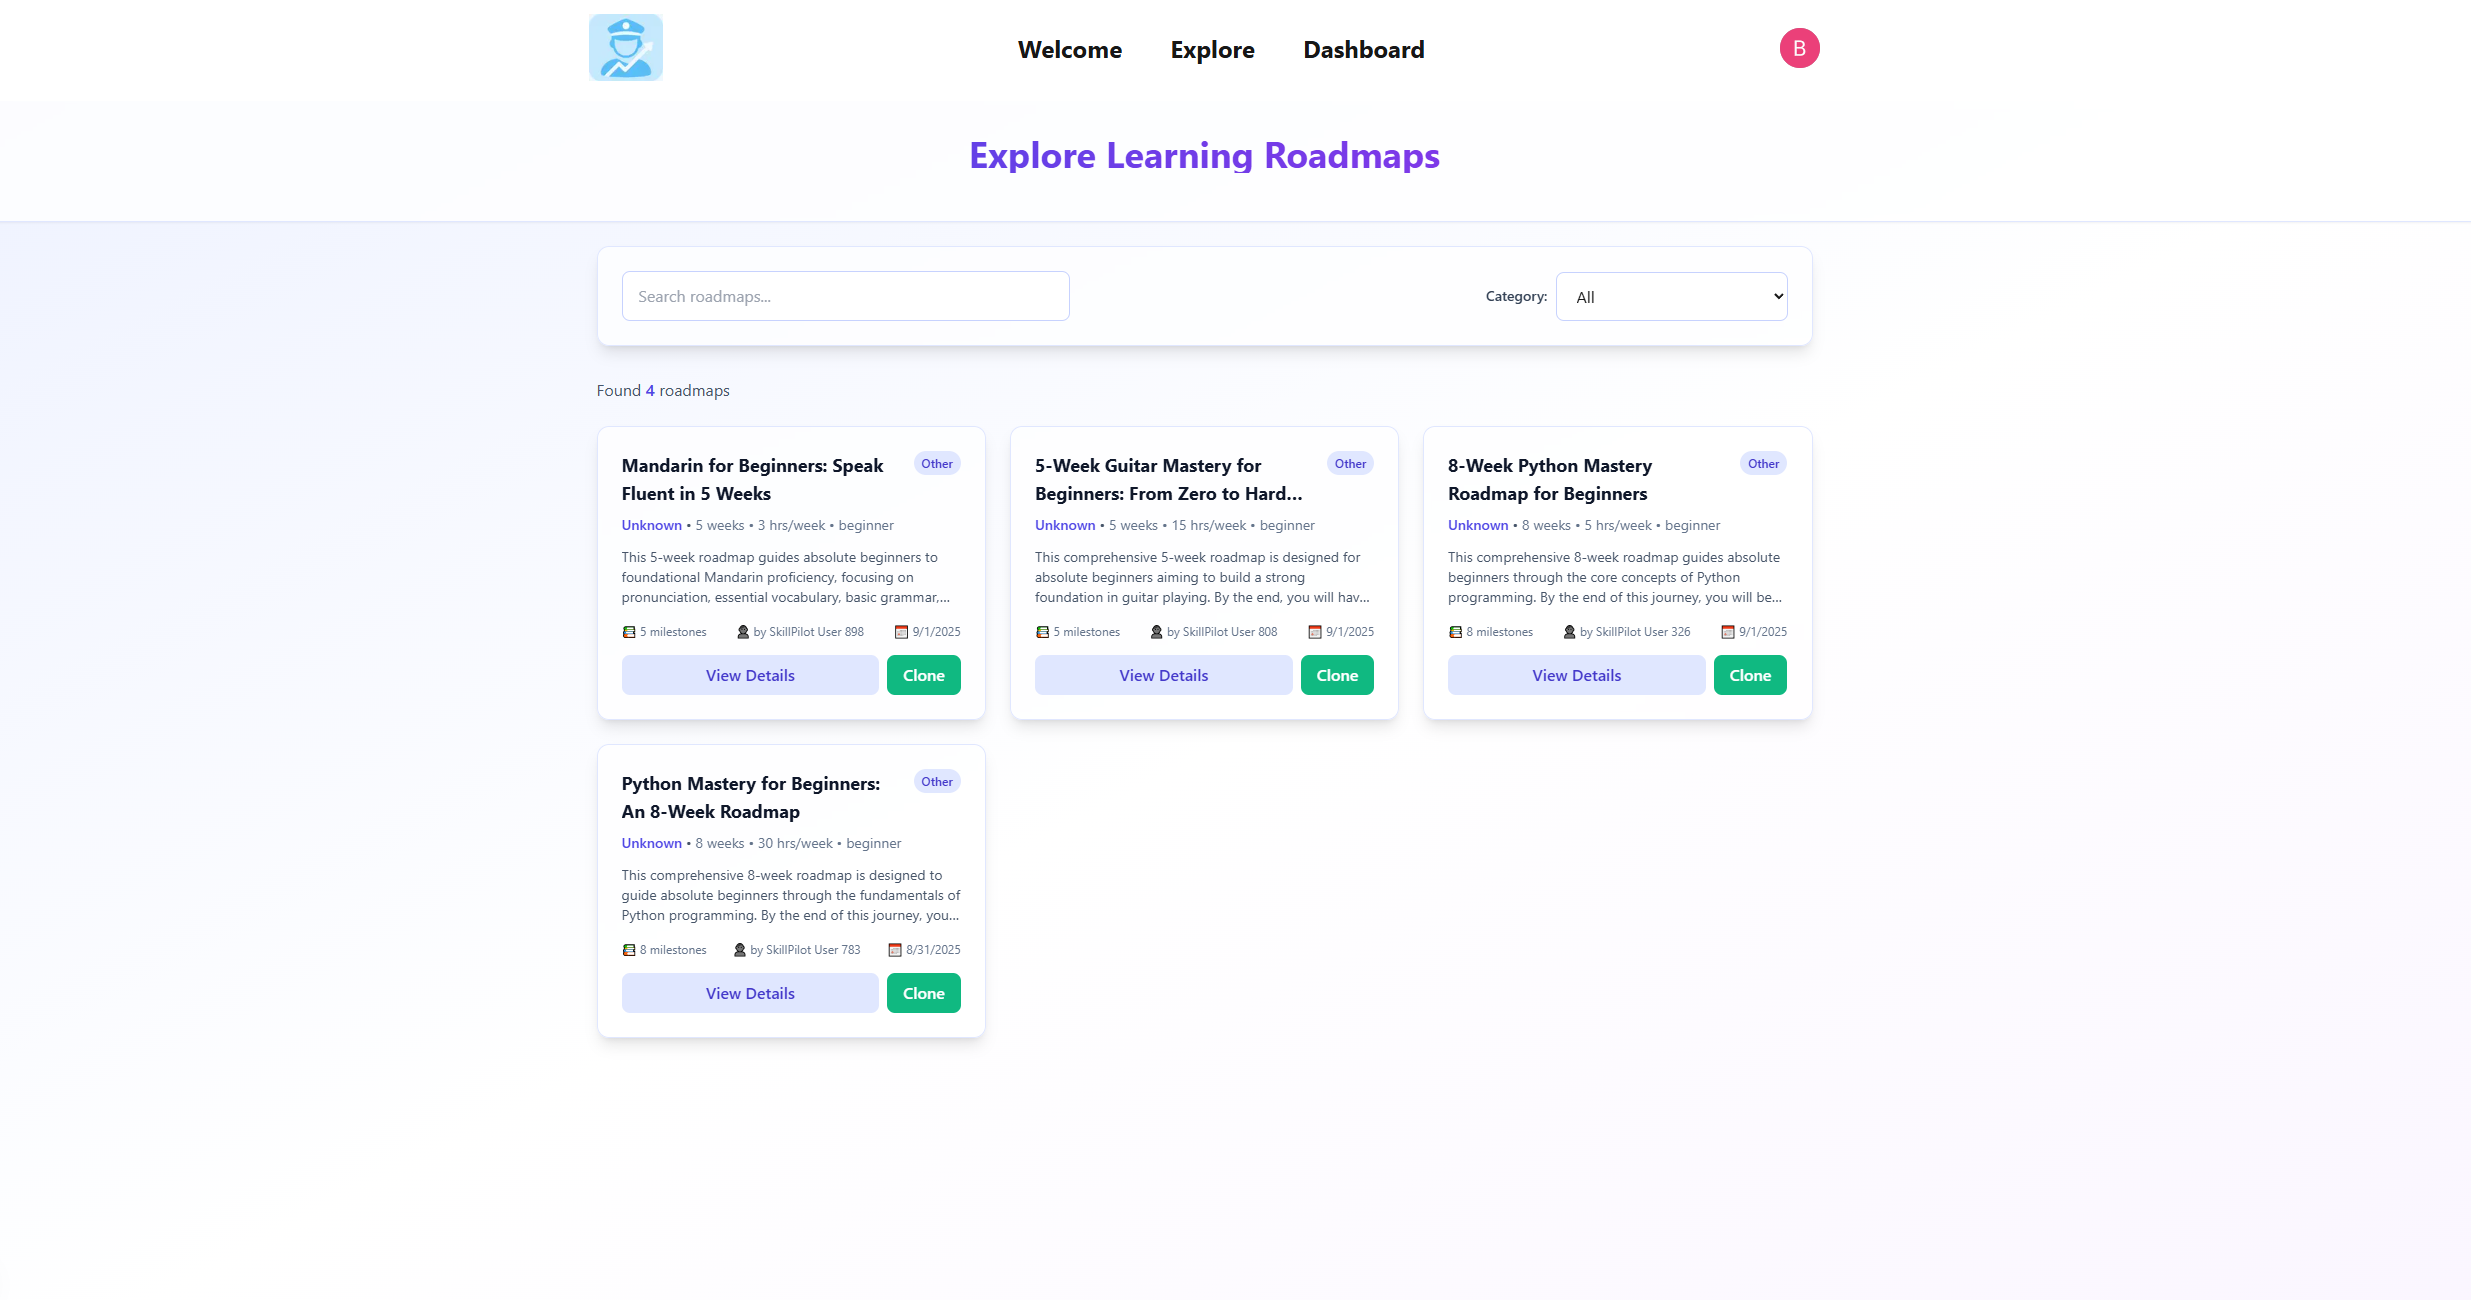 Welcome
Explore
Dashboard
B
Explore Learning Roadmaps
Search roadmaps...
Category:
All
Found 4 roadmaps
Mandarin for Beginners: Speak
Fluent in 5 Weeks
Other
Unknown • 5 weeks • 3 hrs/week • beginner
This 5-week roadmap guides absolute beginners to
foundational Mandarin proficiency, focusing on
pronunciation, essential vocabulary, basic grammar,...
5 milestones
by SkillPilot User 898
9/1/2025
View Details
Clone
5-Week Guitar Mastery for
Beginners: From Zero to Hard...
Other
Unknown • 5 weeks • 15 hrs/week • beginner
This comprehensive 5-week roadmap is designed for
absolute beginners aiming to build a strong
foundation in guitar playing. By the end, you will hav...
5 milestones
by SkillPilot User 808
9/1/2025
View Details
Clone
8-Week Python Mastery
Roadmap for Beginners
Other
Unknown • 8 weeks • 5 hrs/week • beginner
This comprehensive 8-week roadmap guides absolute
beginners through the core concepts of Python
programming. By the end of this journey, you will be...
8 milestones
by SkillPilot User 326
9/1/2025
View Details
Clone
Python Mastery for Beginners:
An 8-Week Roadmap
Other
Unknown • 8 weeks • 30 hrs/week • beginner
This comprehensive 8-week roadmap is designed to
guide absolute beginners through the fundamentals of
Python programming. By the end of this journey, you...
8 milestones
by SkillPilot User 783
8/31/2025
View Details
Clone